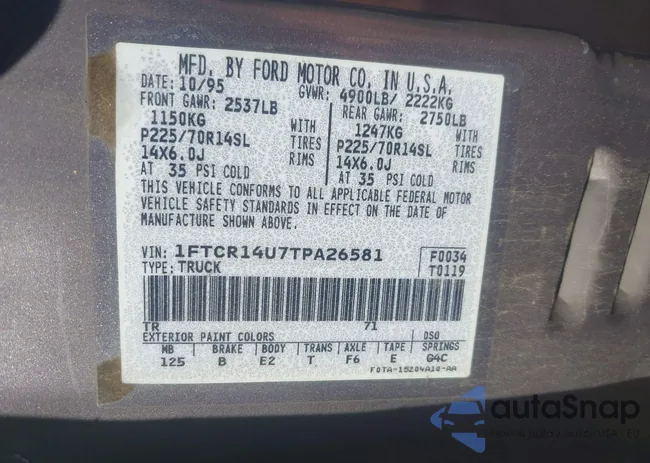 MFD. BY FORD MOTOR CO. IN U.S.A.
DATE: 10/95 GVWR: 4900LB/ 2222KG
FRONT GAWR: 2537LB REAR GAWR: 2750LB
1150KG WITH 1247KG WITH
P225/70R14SL TIRES P225/70R14SL TIRES
14X6.0J RIMS 14X6.0J RIMS
AT 35 PSI COLD AT 35 PSI COLD
THIS VEHICLE CONFORMS TO ALL APPLICABLE FEDERAL MOTOR
VEHICLE SAFETY STANDARDS IN EFFECT ON THE DATE OF
MANUFACTURE SHOWN ABOVE.
VIN: 1FTCR14U7TPA26581 F0034
TYPE: TRUCK T0119
TR 71
EXTERIOR PAINT COLORS DSO
WB BRAKE BODY TRANS AXLE TAPE SPRINGS
125 B E2 T F6 E G4C
F0TA-15204A10-AA
autoSnap